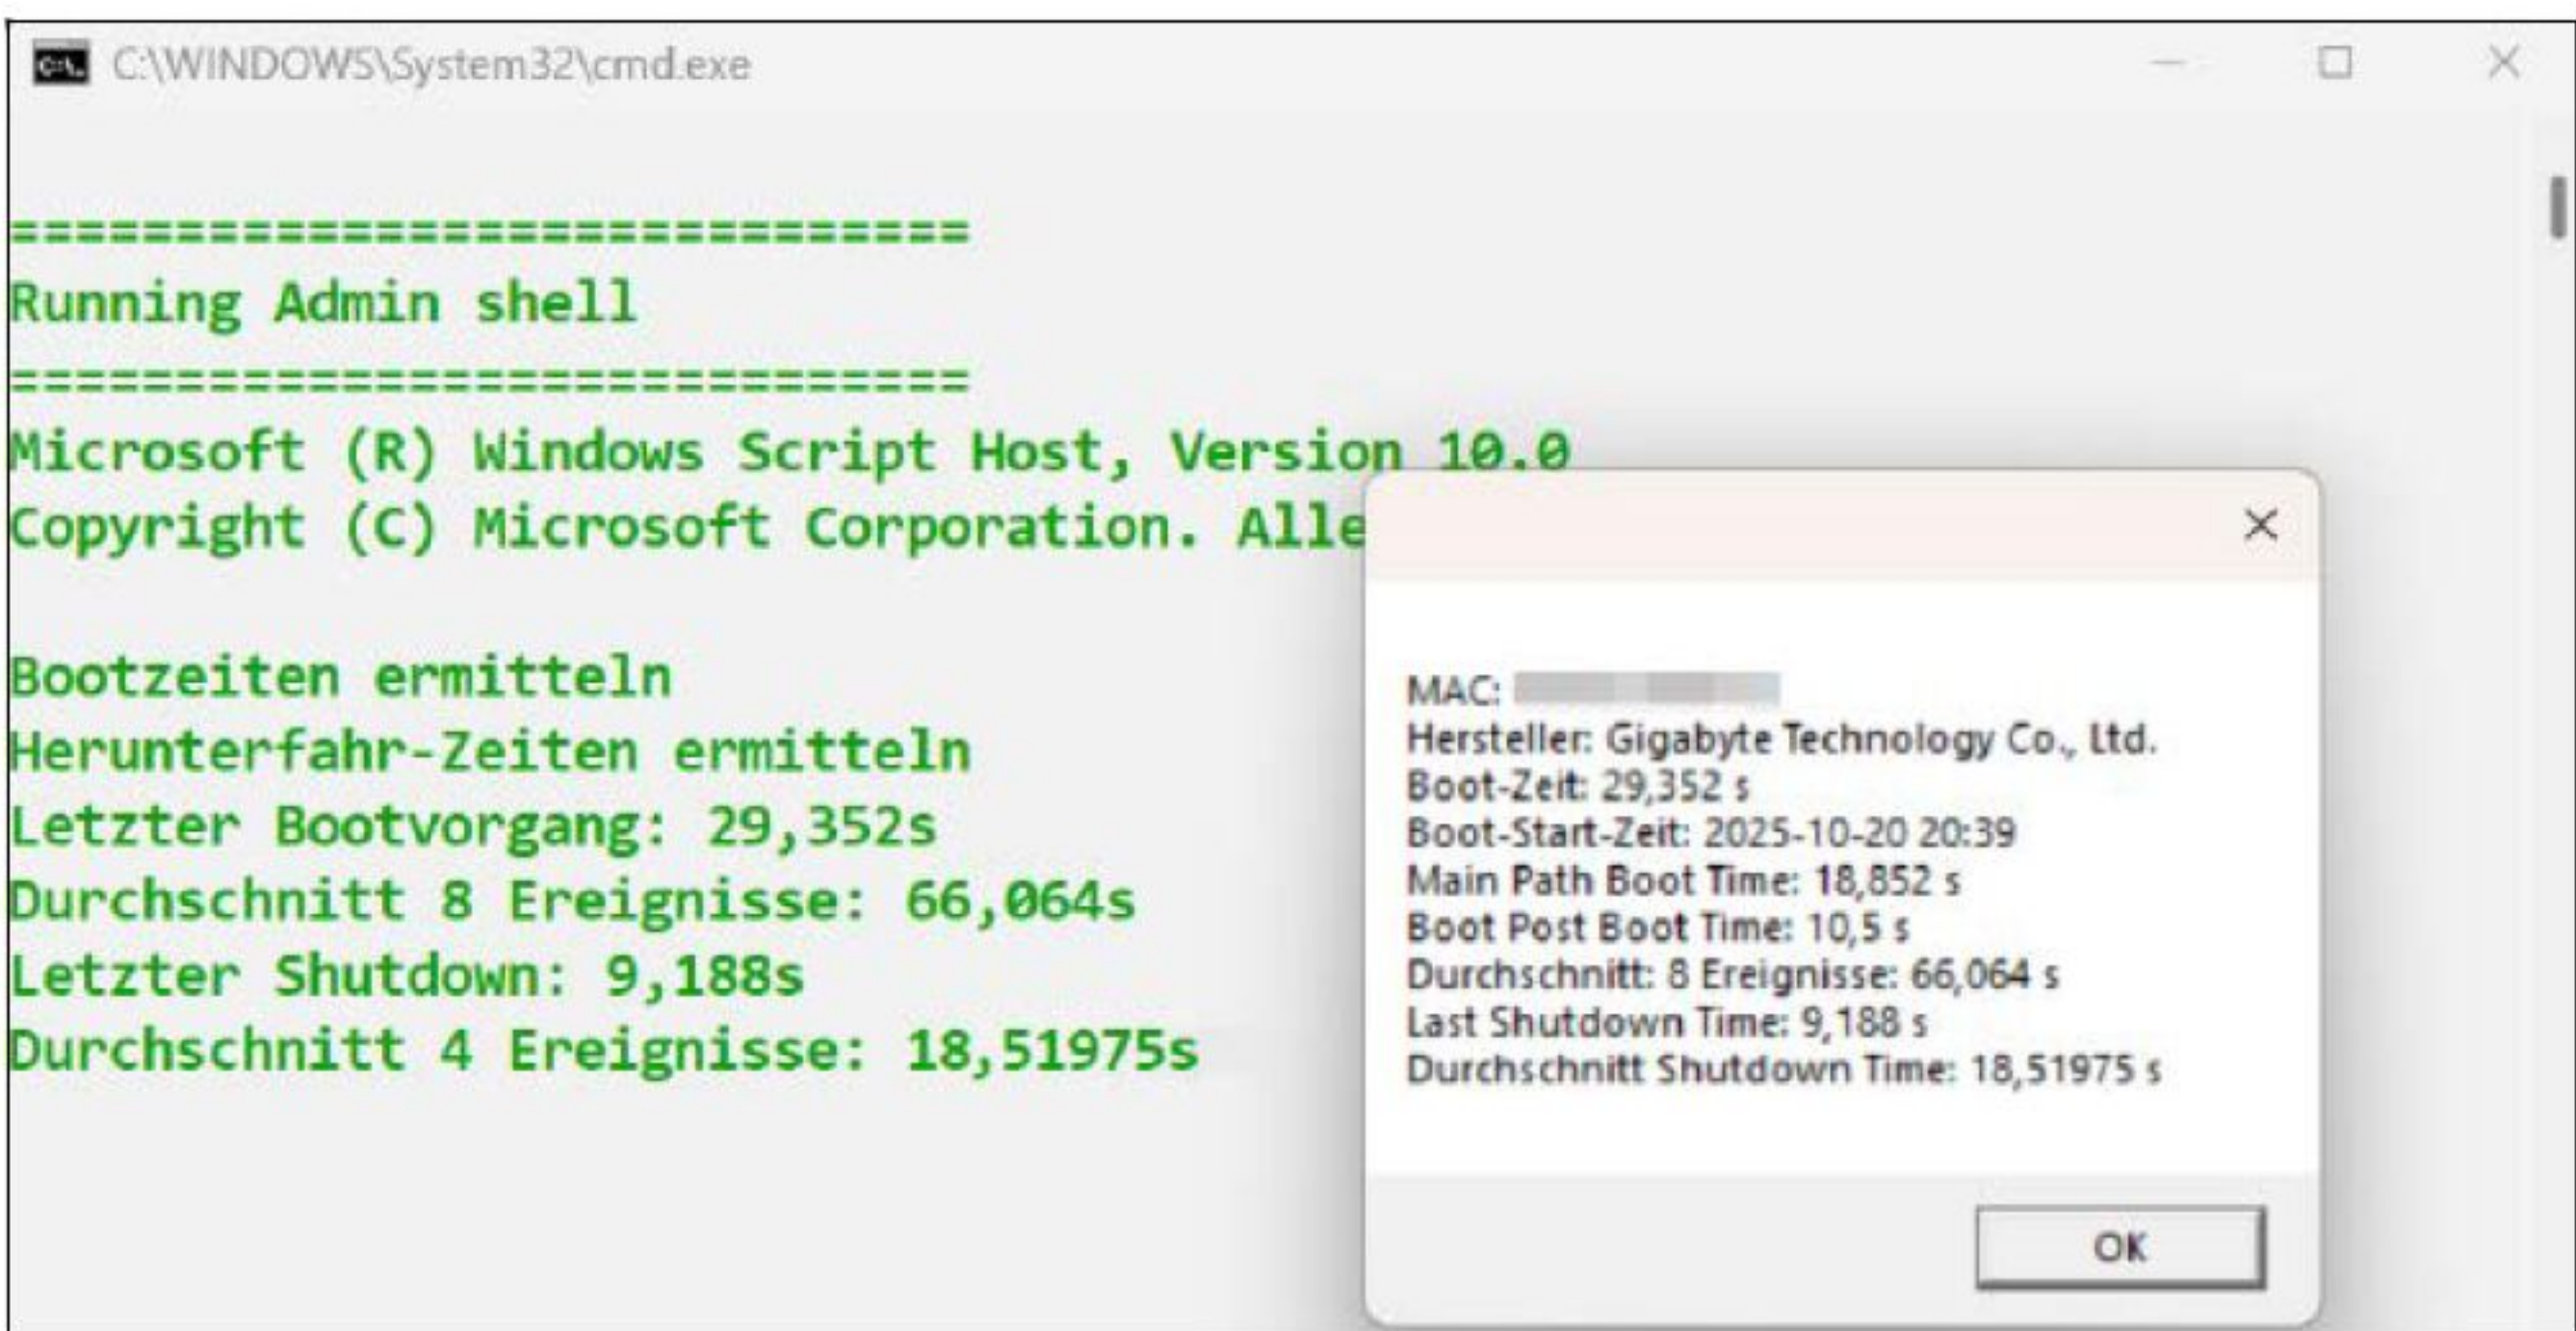 C:\WINDOWS\System32\cmd.exe
==============================
Running Admin shell
==============================
Microsoft (R) Windows Script Host, Version 10.0
Copyright (C) Microsoft Corporation. Alle
Bootzeiten ermitteln
Herunterfahr-Zeiten ermitteln
Letzter Bootvorgang: 29,352s
Durchschnitt 8 Ereignisse: 66,064s
Letzter Shutdown: 9,188s
Durchschnitt 4 Ereignisse: 18,51975s
MAC:
Hersteller: Gigabyte Technology Co., Ltd.
Boot-Zeit: 29,352 s
Boot-Start-Zeit: 2025-10-20 20:39
Main Path Boot Time: 18,852 s
Boot Post Boot Time: 10,5 s
Durchschnitt: 8 Ereignisse: 66,064 s
Last Shutdown Time: 9,188 s
Durchschnitt Shutdown Time: 18,51975 s
OK